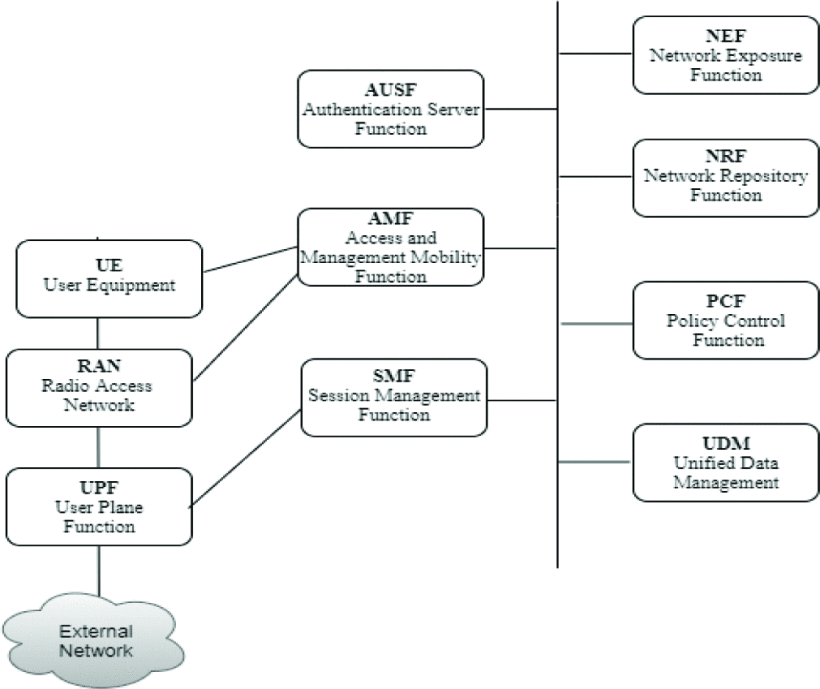 NEF
Network Exposure
Function
AUSF
Authentication Server
Function
NRF
Network Repository
Function
AMF
Access and
Management Mobility
Function
UE
User Equipment
PCF
Policy Control
Function
RAN
Radio Access
Network
SMF
Session Management
Function
UDM
Unified Data
Management
UPF
User Plane
Function
External
Network